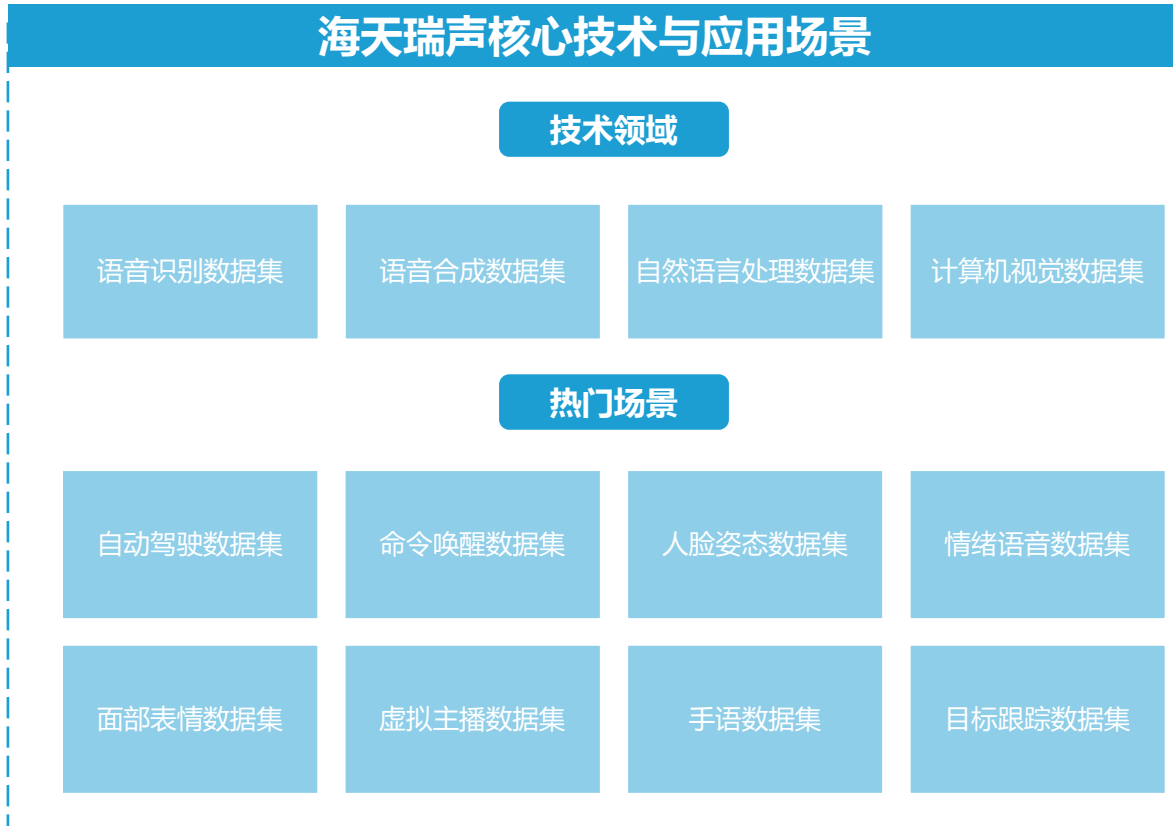 海天瑞声核心技术与应用场景
技术领域
语音识别数据集
语音合成数据集
自然语言处理数据集
计算机视觉数据集
热门场景
自动驾驶数据集
命令唤醒数据集
人脸姿态数据集
情绪语音数据集
面部表情数据集
虚拟主播数据集
手语数据集
目标跟踪数据集